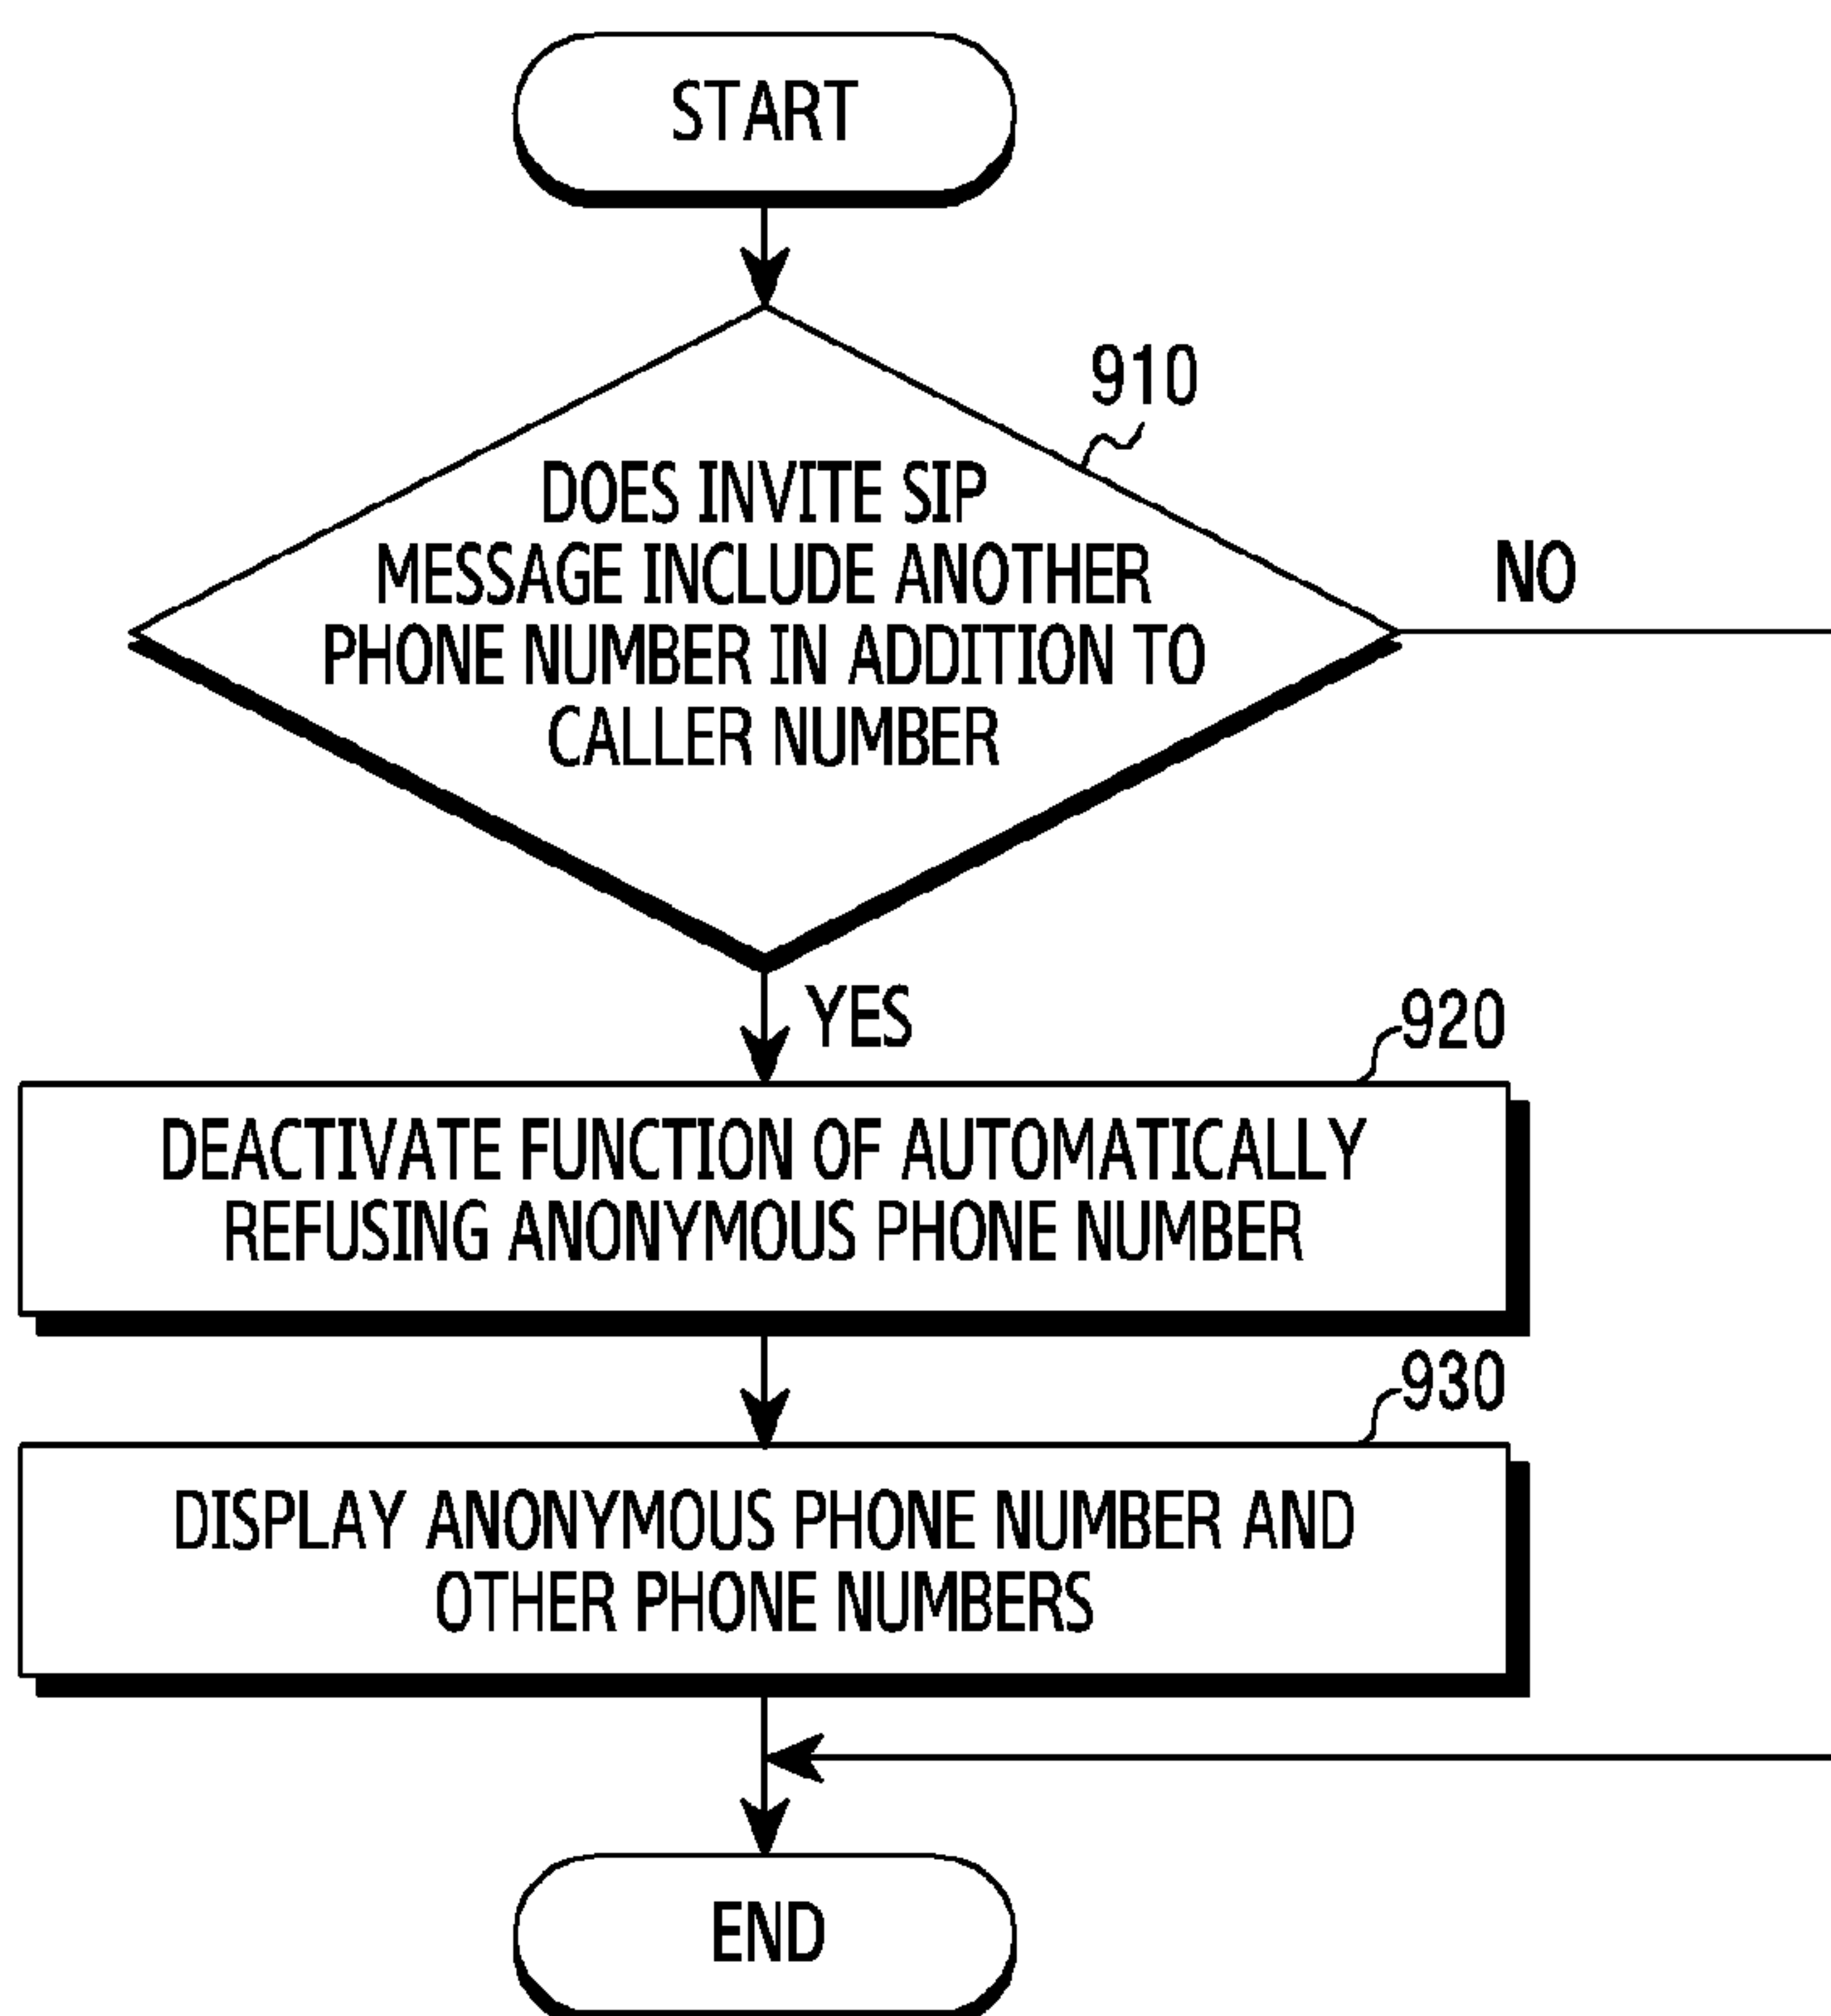 START
910
DOES INVITE SIP
MESSAGE INCLUDE ANOTHER
PHONE NUMBER IN ADDITION TO
CALLER NUMBER
NO
YES
920
DEACTIVATE FUNCTION OF AUTOMATICALLY
REFUSING ANONYMOUS PHONE NUMBER
930
DISPLAY ANONYMOUS PHONE NUMBER AND
OTHER PHONE NUMBERS
END